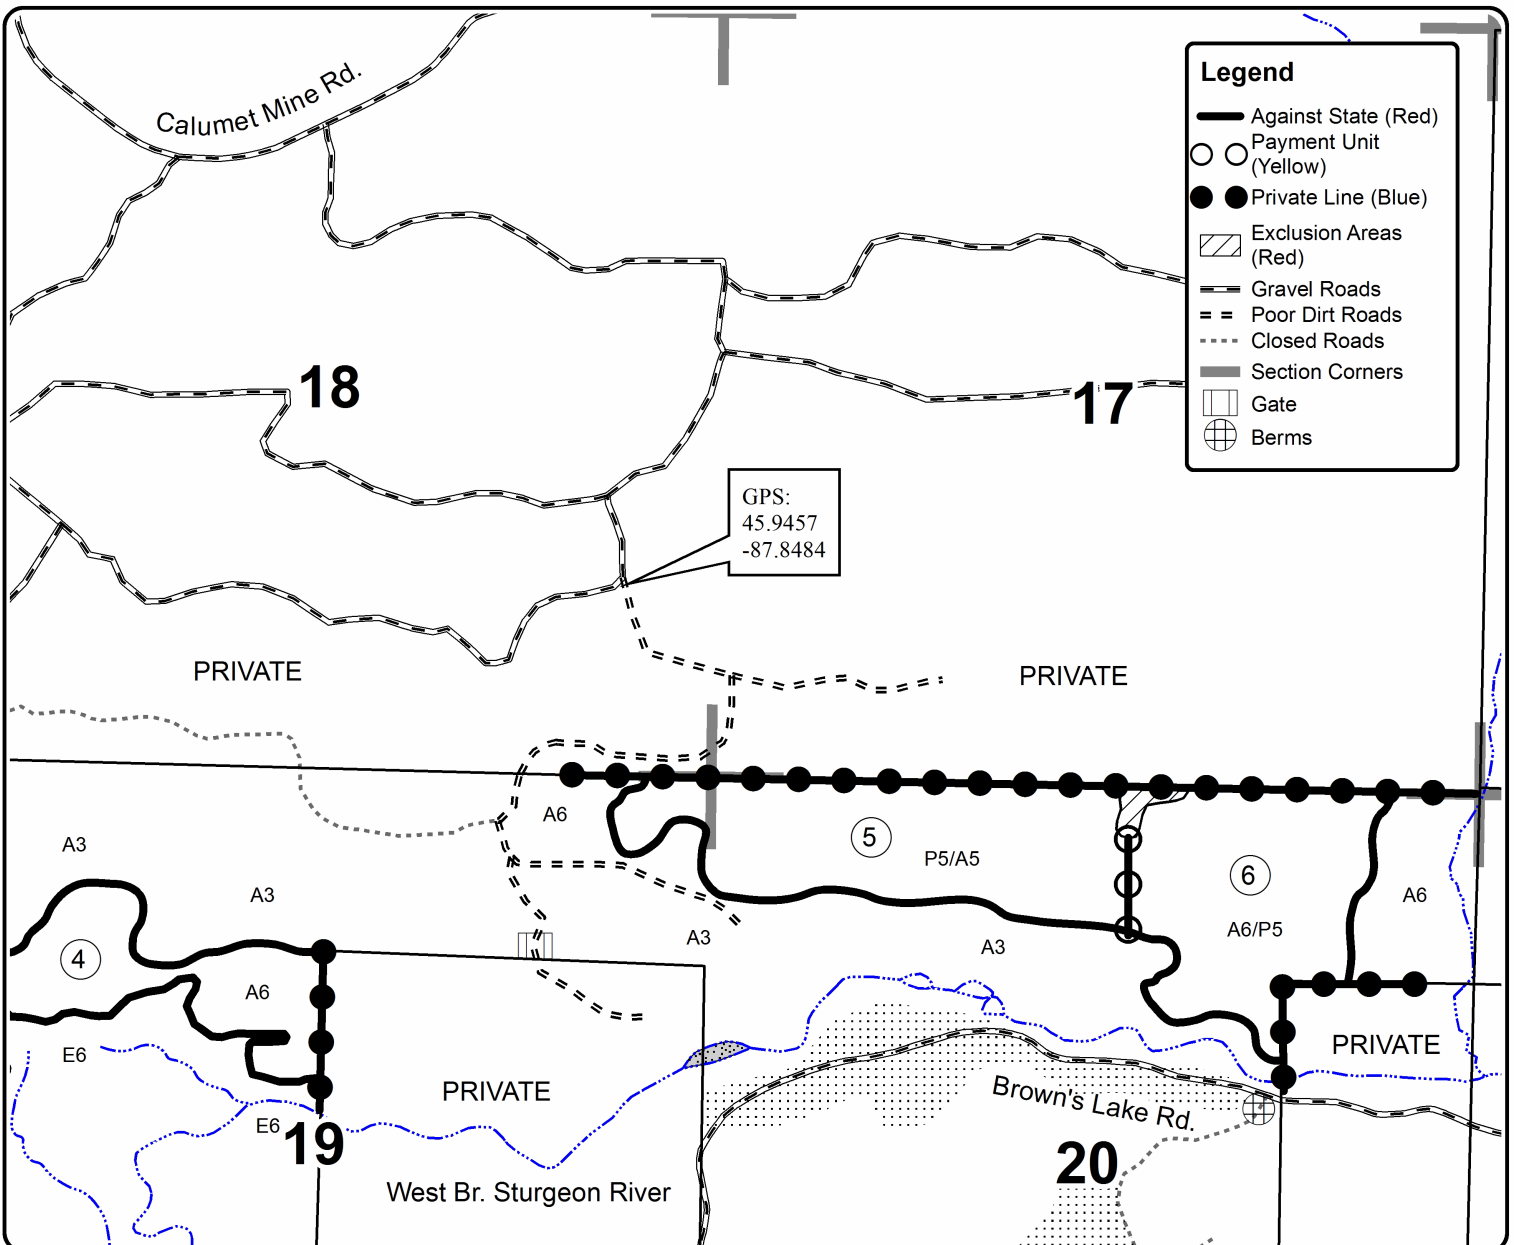 Calumet Mine Rd.
Legend
Against State (Red)
Payment Unit
(Yellow)
Private Line (Blue)
Exclusion Areas
(Red)
Gravel Roads
Poor Dirt Roads
Closed Roads
Section Corners
Gate
Berms
18
17
GPS:
45.9457
-87.8484
PRIVATE
PRIVATE
A6
A3
5
P5/A5
6
A3
A6
A6/P5
A3
A3
4
A6
E6
PRIVATE
PRIVATE
Brown's Lake Rd.
E6
19
20
West Br. Sturgeon River